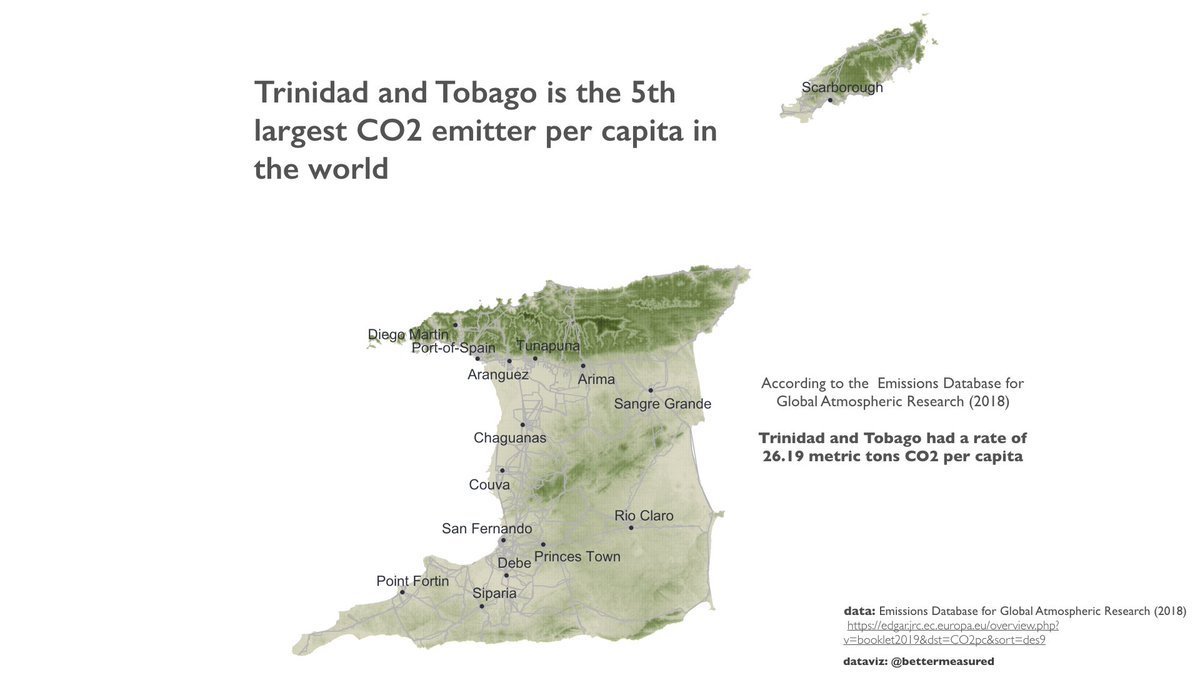 Trinidad and Tobago is the 5th
largest CO2 emitter per capita in
the world
Scarborough
Diego Martin
Port-of-Spain
Tunapuna
Aranguez
Arima
Sangre Grande
Chaguanas
Couva
San Fernando
Rio Claro
Debe
Princes Town
Point Fortin
Siparia
According to the Emissions Database for
Global Atmospheric Research (2018)
Trinidad and Tobago had a rate of
26.19 metric tons CO2 per capita
data: Emissions Database for Global Atmospheric Research (2018)
https://edgar.jrc.ec.europa.eu/overview.php?
v=booklet2019&dst=CO2pc&sort=des9
dataviz: @bettermeasured